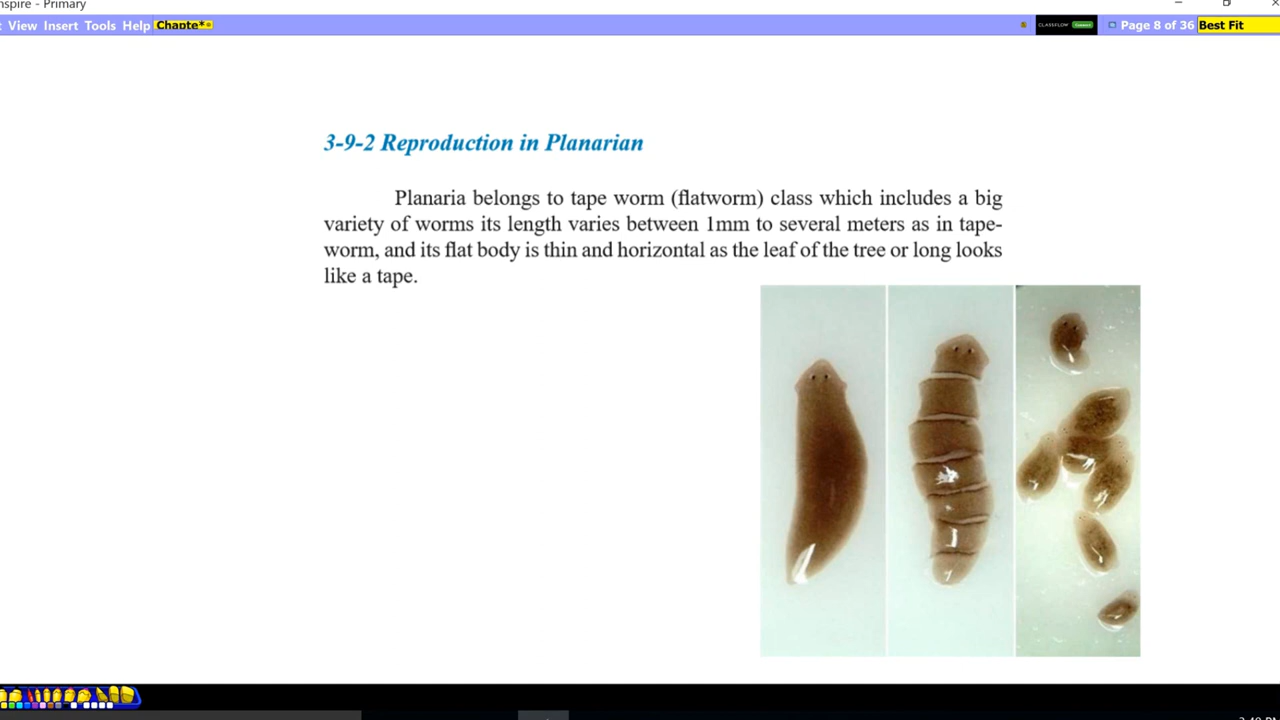 nspire - Primary
View Insert Tools Help Chapte*
CLASSFLOW Connect Page 8 of 36 Best Fit
3-9-2 Reproduction in Planarian
Planaria belongs to tape worm (flatworm) class which includes a big
variety of worms its length varies between 1mm to several meters as in tape-
worm, and its flat body is thin and horizontal as the leaf of the tree or long looks
like a tape.